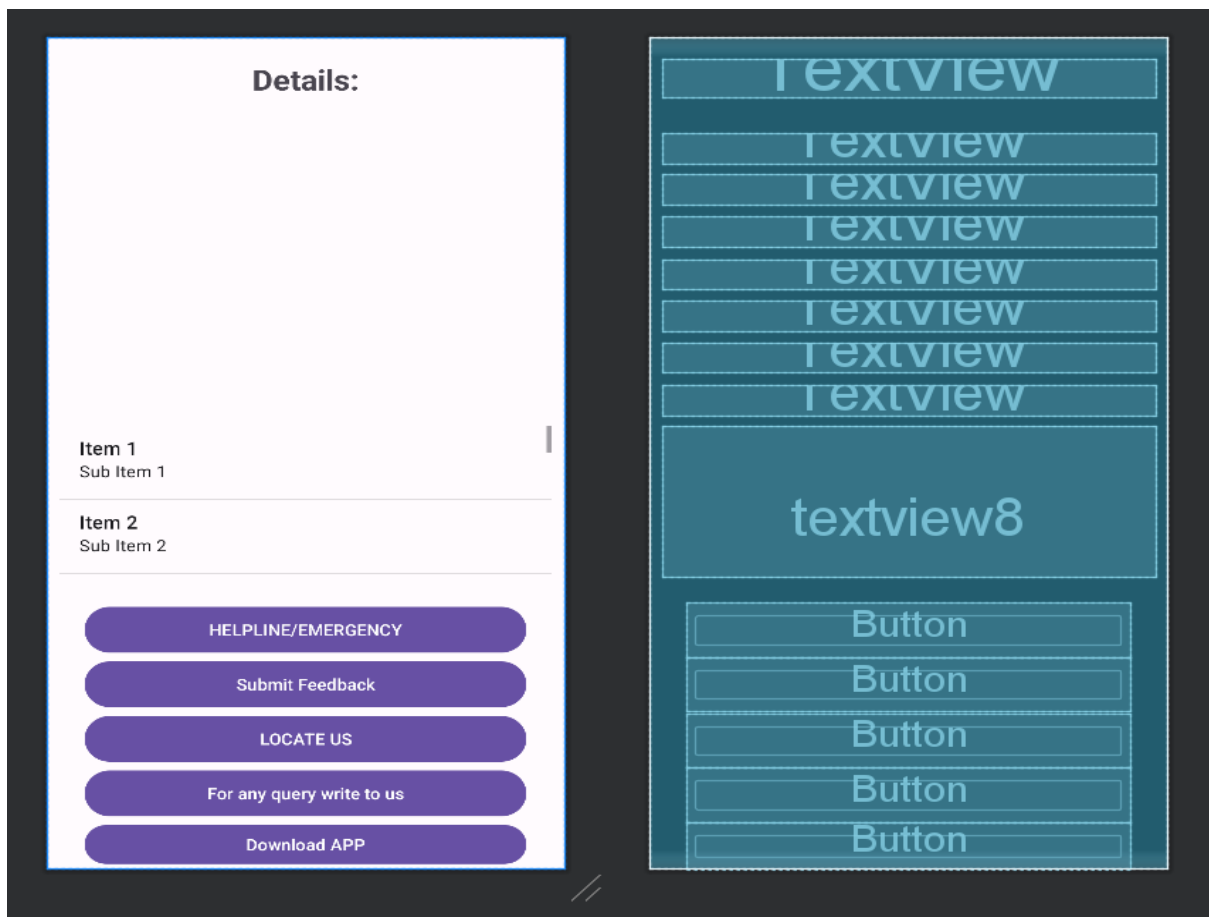 Details:
Item 1
Sub Item 1
Item 2
Sub Item 2
HELPLINE/EMERGENCY
Submit Feedback
LOCATE US
For any query write to us
Download APP
TextView
TextView
TextView
TextView
TextView
TextView
TextView
TextView
textview8
Button
Button
Button
Button
Button